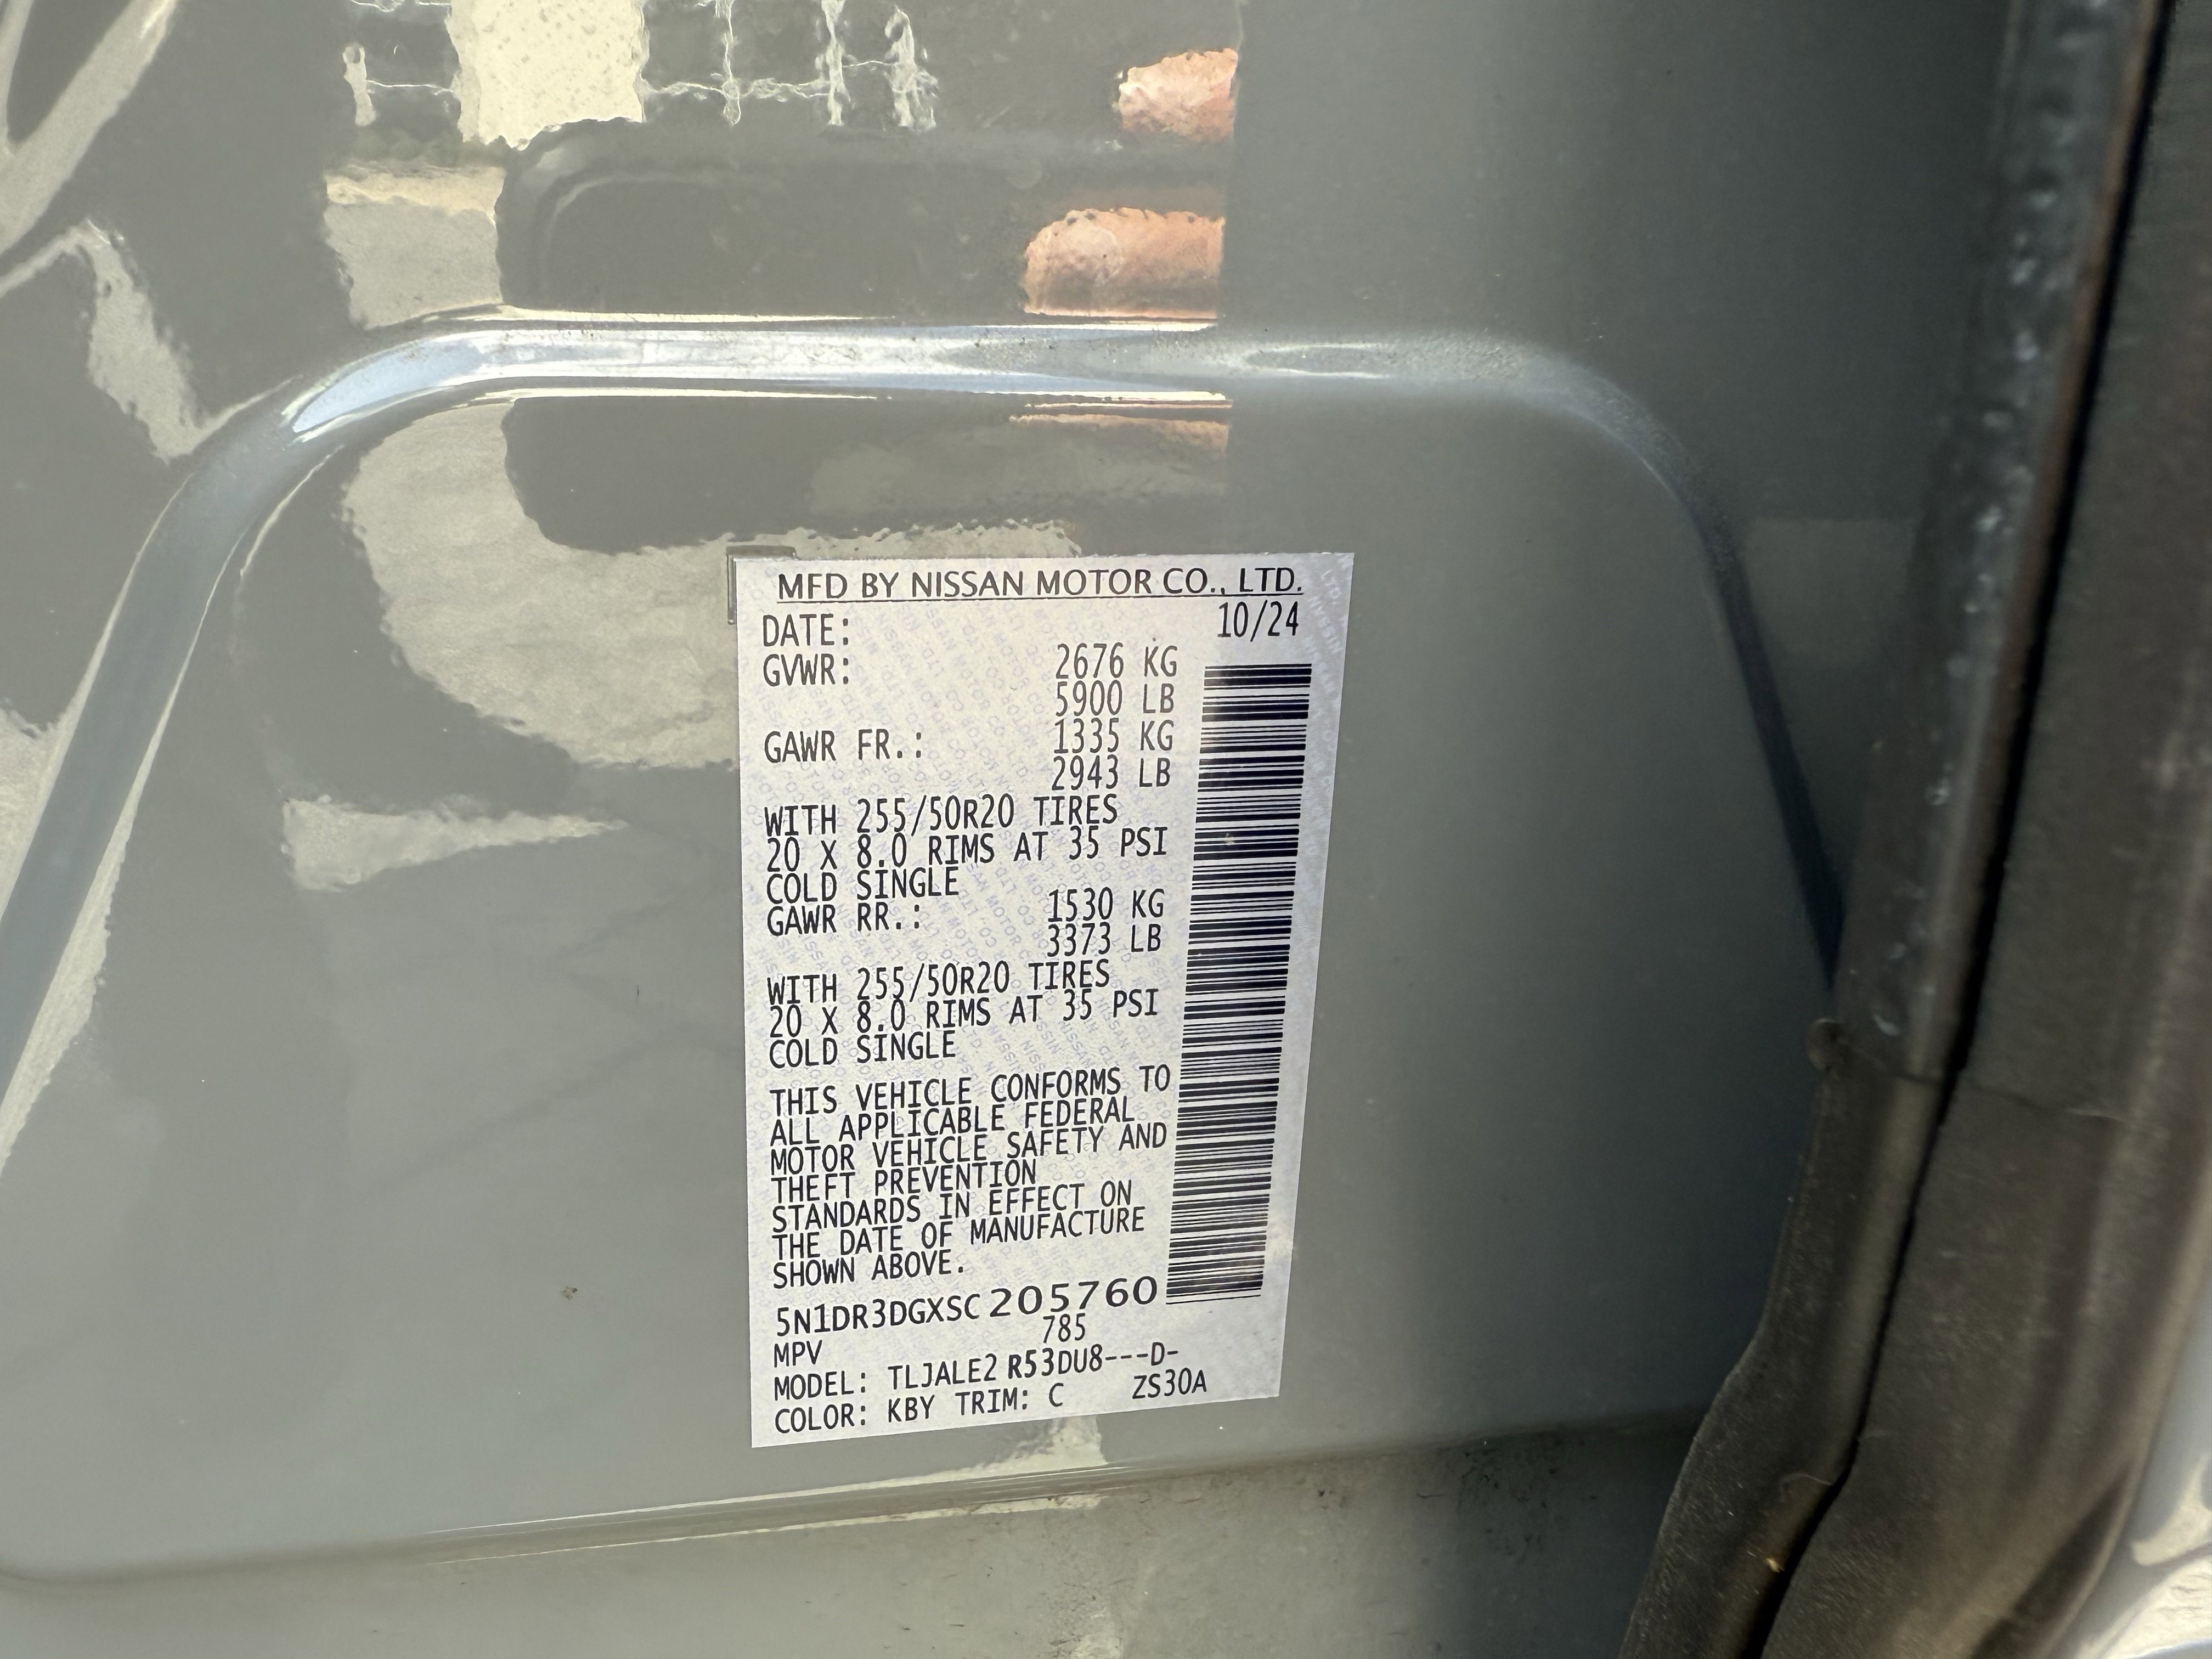 MFD BY NISSAN MOTOR CO., LTD.
DATE: 10/24
GVWR: 2676 KG
5900 LB
GAWR FR.: 1335 KG
2943 LB
WITH 255/50R20 TIRES
20 X 8.0 RIMS AT 35 PSI
COLD SINGLE
GAWR RR.: 1530 KG
3373 LB
WITH 255/50R20 TIRES
20 X 8.0 RIMS AT 35 PSI
COLD SINGLE
THIS VEHICLE CONFORMS TO
ALL APPLICABLE FEDERAL
MOTOR VEHICLE SAFETY AND
THEFT PREVENTION
STANDARDS IN EFFECT ON
THE DATE OF MANUFACTURE
SHOWN ABOVE.
5N1DR3DGXSC205760
MPV 785
MODEL: TLJALE2 R53DU8---D-
COLOR: KBY TRIM: C ZS30A